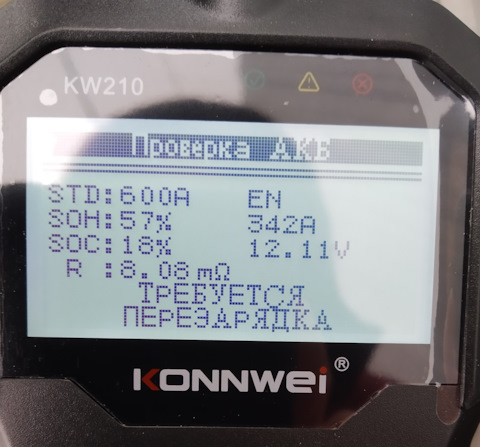 KW210
Проверка АКБ
STD:600A EN
SOH:57% 342A
SOC:18% 12.11V
R :8.08mΩ
ТРЕБУЕТСЯ
ПЕРЕЗАРЯДКА
KONNWEi®